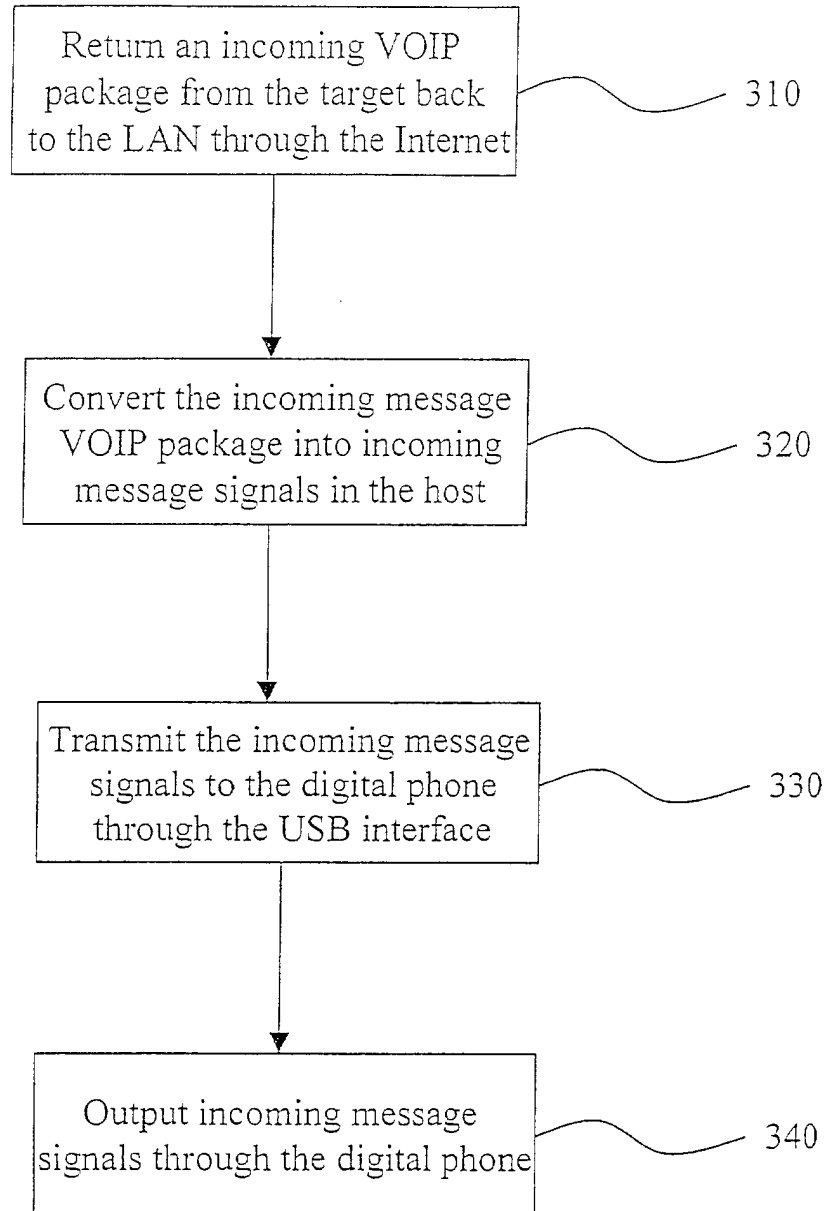 Return an incoming VOIP
package from the target back
to the LAN through the Internet
310
Convert the incoming message
VOIP package into incoming
message signals in the host
320
Transmit the incoming message
signals to the digital phone
through the USB interface
330
Output incoming message
signals through the digital phone
340